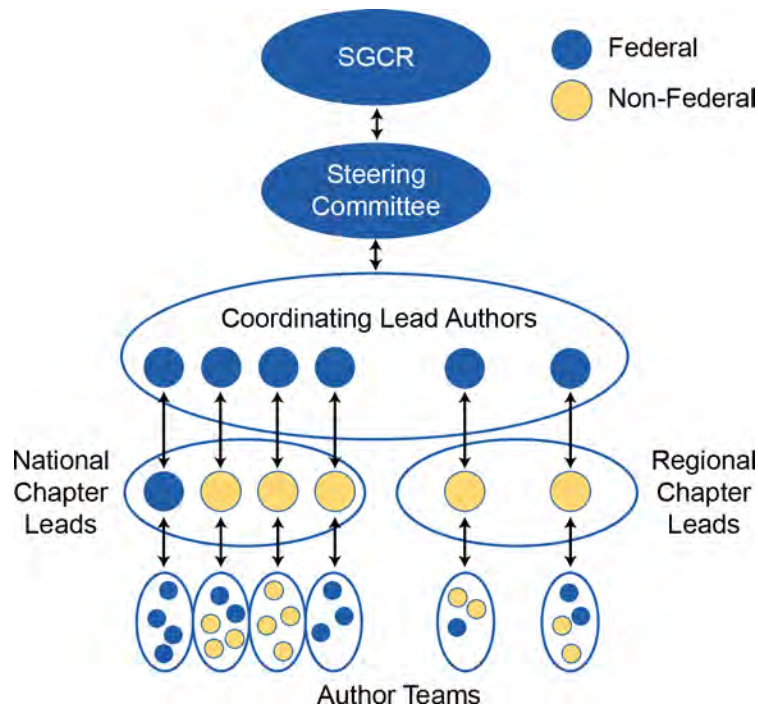 SGCR
Federal
Non-Federal
Steering
Committee
Coordinating Lead Authors
National
Chapter
Leads
Regional
Chapter
Leads
Author Teams